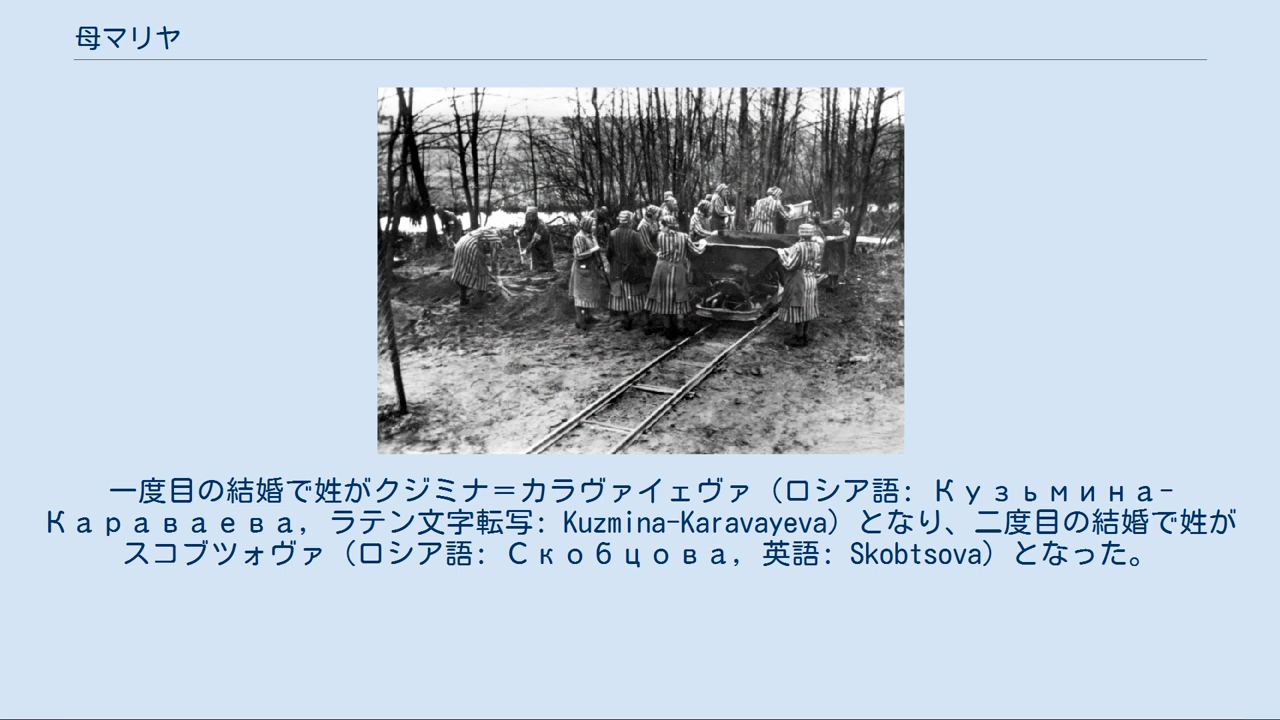 母マリヤ
一度目の結婚で姓がクジミナ＝カラヴァイェヴァ（ロシア語: Кузьмина-
Караваева, ラテン文字転写: Kuzmina-Karavayeva）となり、二度目の結婚で姓が
スコブツォヴァ（ロシア語: Скобцова, 英語: Skobtsova）となった。